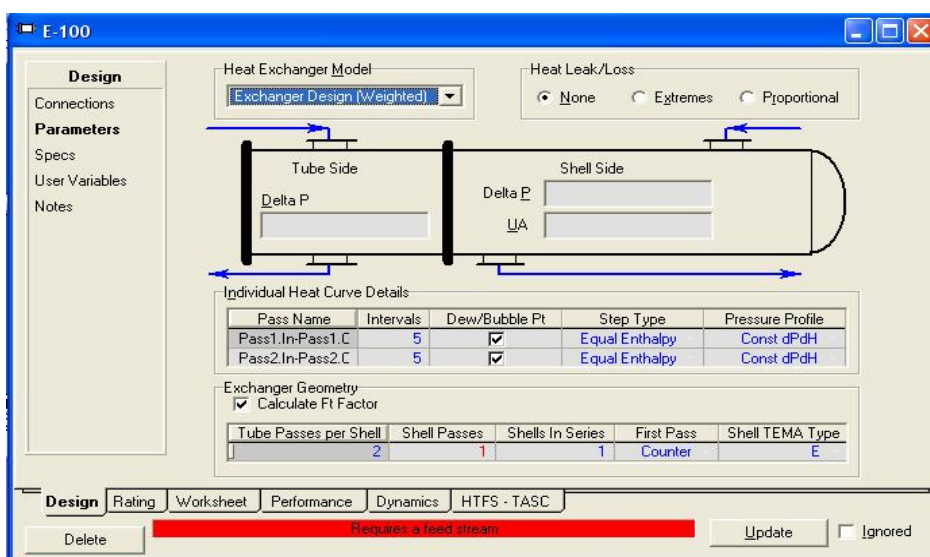 E-100
Design
Connections
Parameters
Specs
User Variables
Notes
Heat Exchanger Model
Exchanger Design (Weighted)
Heat Leak/Loss
None Extremes Proportional
Tube Side
Delta P
Shell Side
Delta P
UA
Individual Heat Curve Details
Pass Name Intervals Dew/Bubble Pt Step Type Pressure Profile
Pass1.In-Pass1.C 5 Equal Enthalpy Const dPdH
Pass2.In-Pass2.C 5 Equal Enthalpy Const dPdH
Exchanger Geometry
Calculate Ft Factor
Tube Passes per Shell Shell Passes Shells In Series First Pass Shell TEMA Type
2 1 1 Counter E
Design Rating Worksheet Performance Dynamics HTFS - TASC
Delete Requires a feed stream Update Ignored